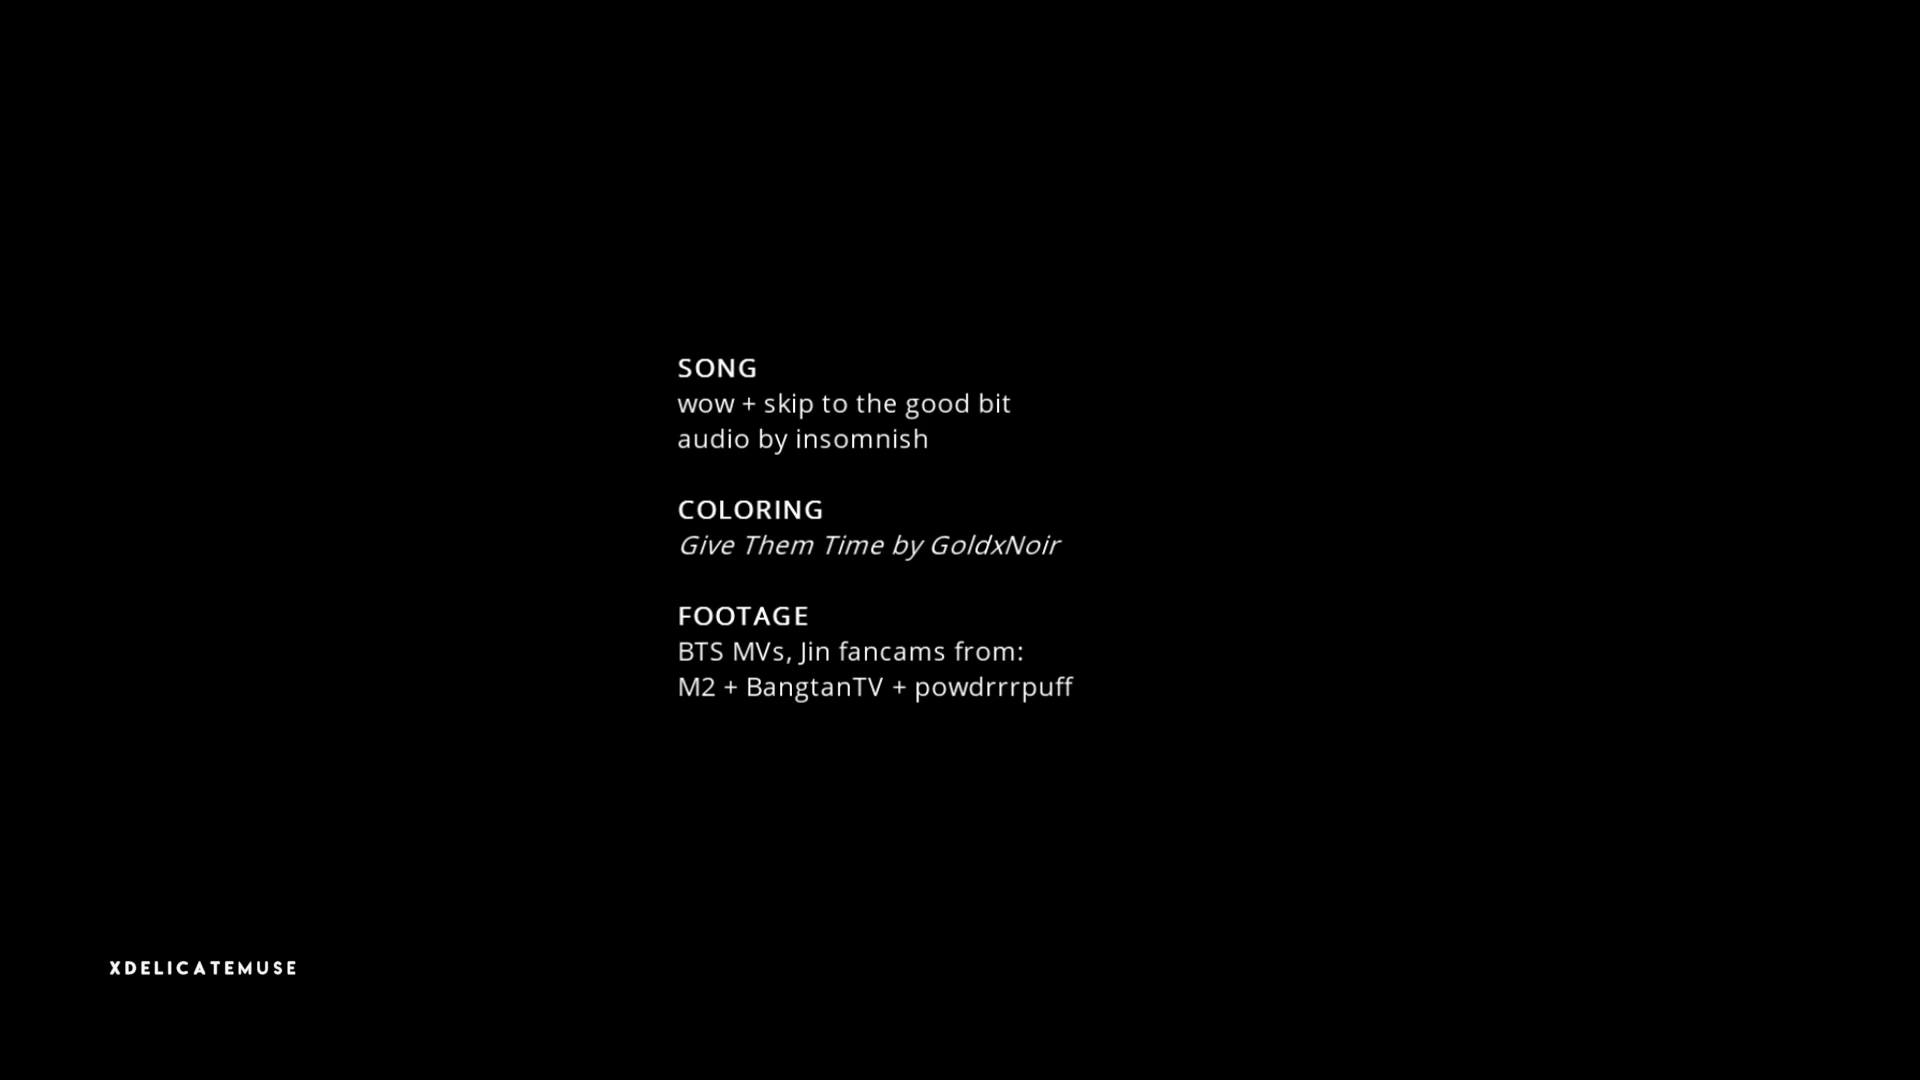 SONG
wow + skip to the good bit
audio by insomnish
COLORING
Give Them Time by GoldxNoir
FOOTAGE
BTS MVs, Jin fancams from:
M2 + BangtanTV + powdrrrpuff
XDELICATEMUSE